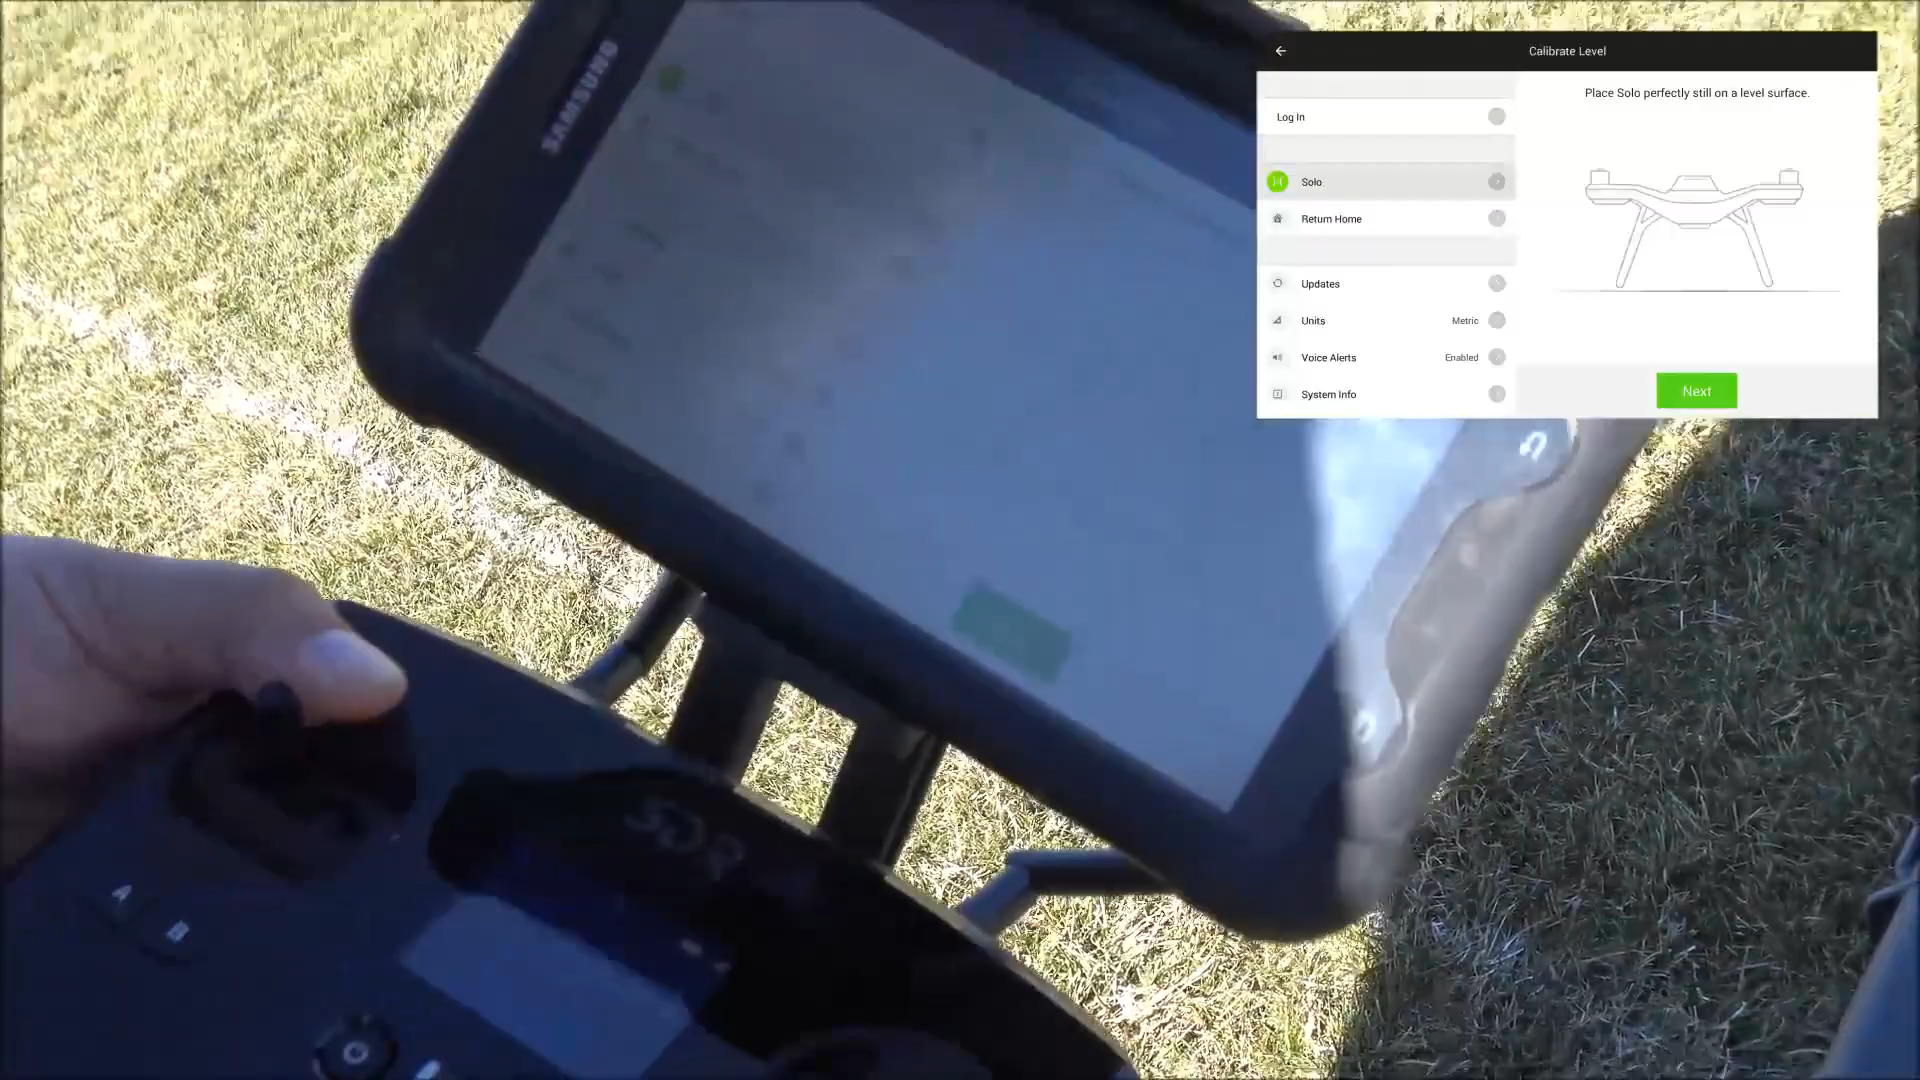 SAMSUNG
Calibrate Level
Place Solo perfectly still on a level surface.
Log In
Solo
Return Home
Updates
Units
Metric
Voice Alerts
Enabled
System Info
Next
3DR
A
B